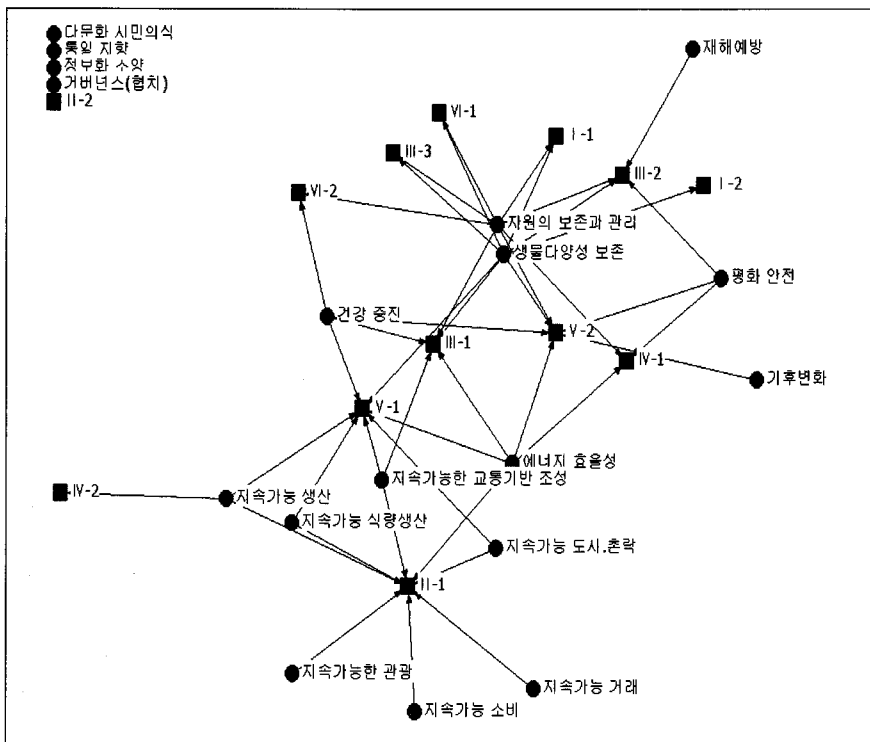 다문화 시민의식
통일 지향
정보화 소양
거버넌스(협치)
II-2
재해예방
VI-1
I-1
III-3
III-2
I-2
VI-2
자원의 보존과 관리
생물다양성 보존
평화 안전
건강 증진
V-2
III-1
IV-1
기후변화
V-1
에너지 효율성
지속가능한 교통기반 조성
IV-2
지속가능 생산
지속가능 식량생산
지속가능 도시.촌락
II-1
지속가능한 관광
지속가능 거래
지속가능 소비